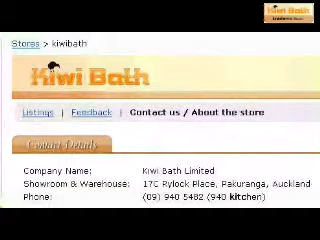 Kiwi Bath
Stores > kiwibath
Kiwi Bath
Listings | Feedback | Contact us / About the store
Contact Details
Company Name: Kiwi Bath Limited
Showroom & Warehouse: 17C Rylock Place, Pakuranga, Auckland
Phone: (09) 940 5482 (940 kitchen)